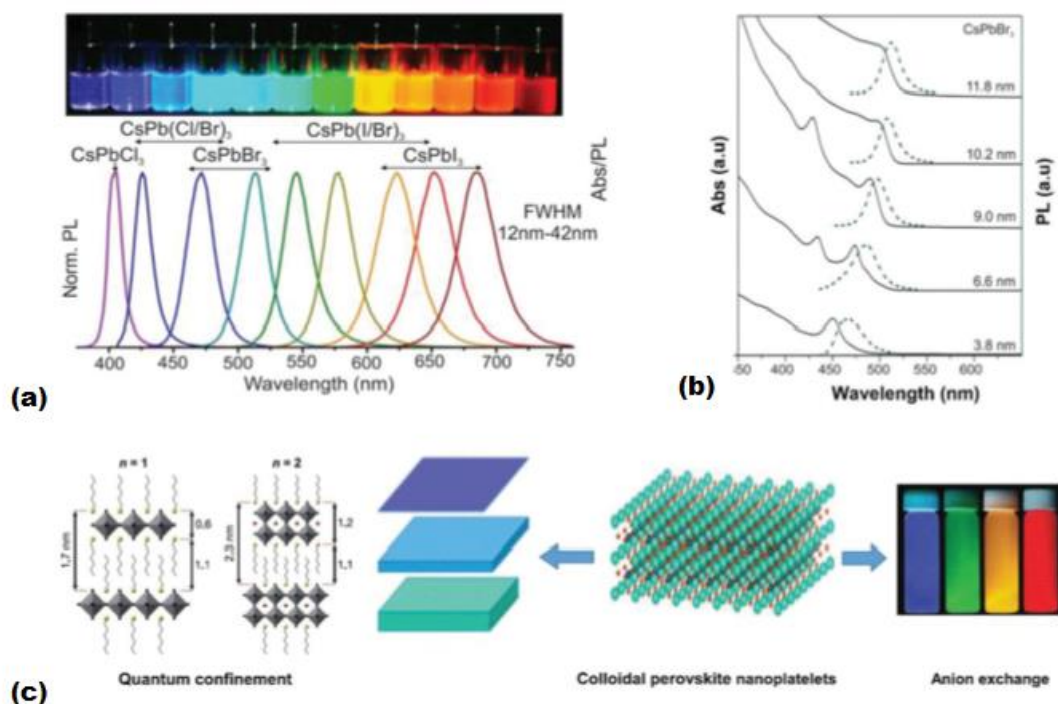 CsPb(Cl/Br)₃
CsPb(I/Br)₃
CsPbCl₃
CsPbBr₃
CsPbI₃
FWHM
12nm-42nm
Norm. PL
Abs/PL
400 450 500 550 600 650 700 750
Wavelength (nm)
(a)
CsPbBr₃
11.8 nm
10.2 nm
9.0 nm
6.6 nm
3.8 nm
Abs (a.u)
PL (a.u)
50 400 450 500 550 600
Wavelength (nm)
(b)
n = 1
n = 2
1,7 nm
0,6
1,1
2,3 nm
1,2
1,1
Quantum confinement
Colloidal perovskite nanoplatelets
Anion exchange
(c)